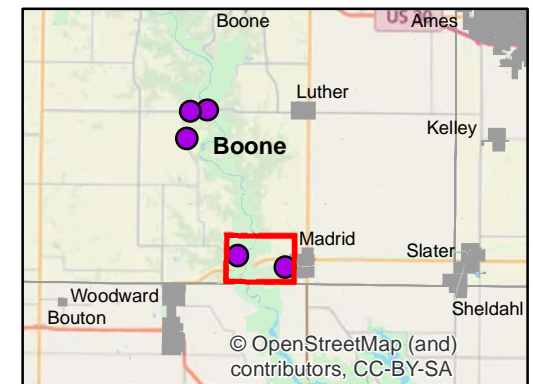 Boone
US 30
Ames
Luther
Kelley
Boone
Madrid
Slater
Woodward
Bouton
Sheldahl
© OpenStreetMap (and)
contributors, CC-BY-SA